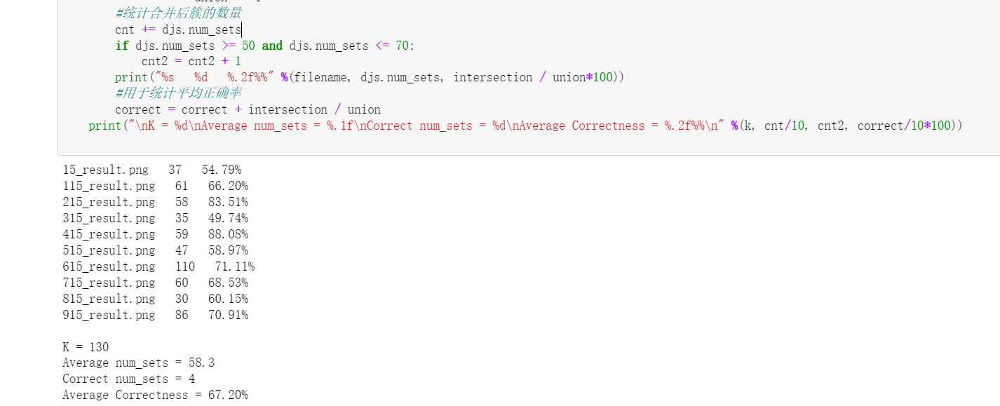 #统计合并后簇的数量
cnt += djs.num_sets
if djs.num_sets >= 50 and djs.num_sets <= 70:
cnt2 = cnt2 + 1
print("%s   %d   %.2f%%" %(filename, djs.num_sets, intersection / union*100))
#用于统计平均正确率
correct = correct + intersection / union
print("\nK = %d\nAverage num_sets = %.1f\nCorrect num_sets = %d\nAverage Correctness = %.2f%%\n" %(k, cnt/10, cnt2, correct/10*100))
15_result.png   37   54.79%
115_result.png   61   66.20%
215_result.png   58   83.51%
315_result.png   35   49.74%
415_result.png   59   88.08%
515_result.png   47   58.97%
615_result.png   110   71.11%
715_result.png   60   68.53%
815_result.png   30   60.15%
915_result.png   86   70.91%
K = 130
Average num_sets = 58.3
Correct num_sets = 4
Average Correctness = 67.20%